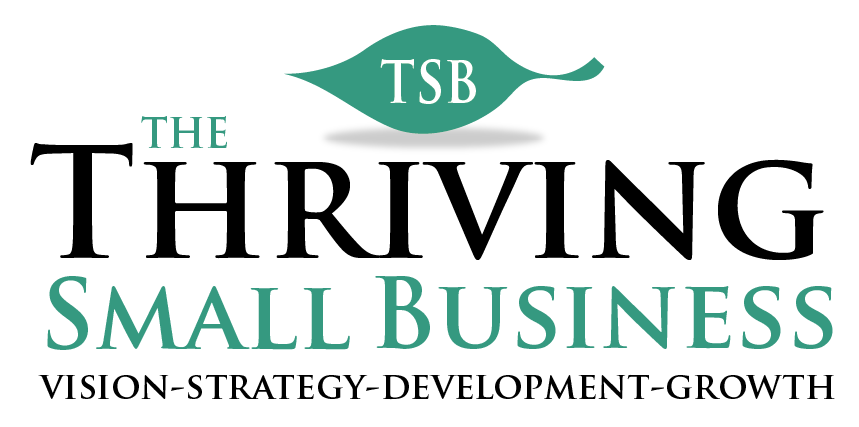 TSB
THE
THRIVING
SMALL BUSINESS
VISION-STRATEGY-DEVELOPMENT-GROWTH